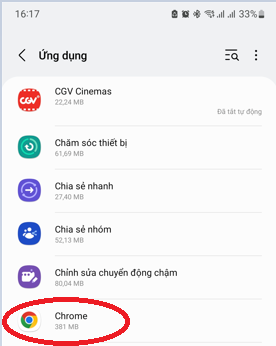 16:17
33%
Ứng dụng
CGV Cinemas
22,24 MB
Đã tắt tự động
CGV
Chăm sóc thiết bị
61,69 MB
Chia sẻ nhanh
27,40 MB
Chia sẻ nhóm
52,13 MB
Chỉnh sửa chuyển động chậm
80,04 MB
Chrome
381 MB